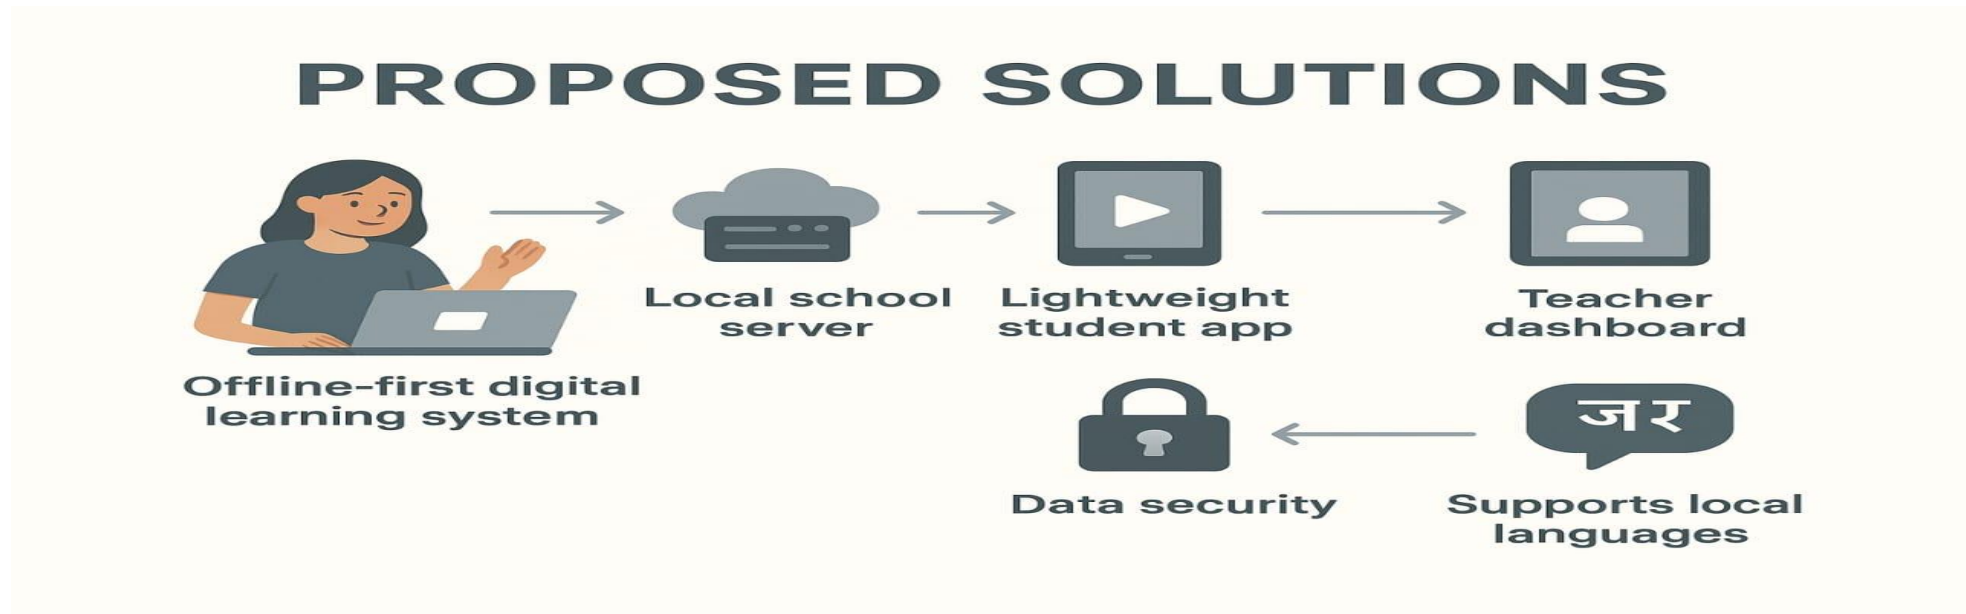 PROPOSED SOLUTIONS
Offline-first digital
learning system
Local school
server
Lightweight
student app
Teacher
dashboard
जर
Supports local
languages
Data security